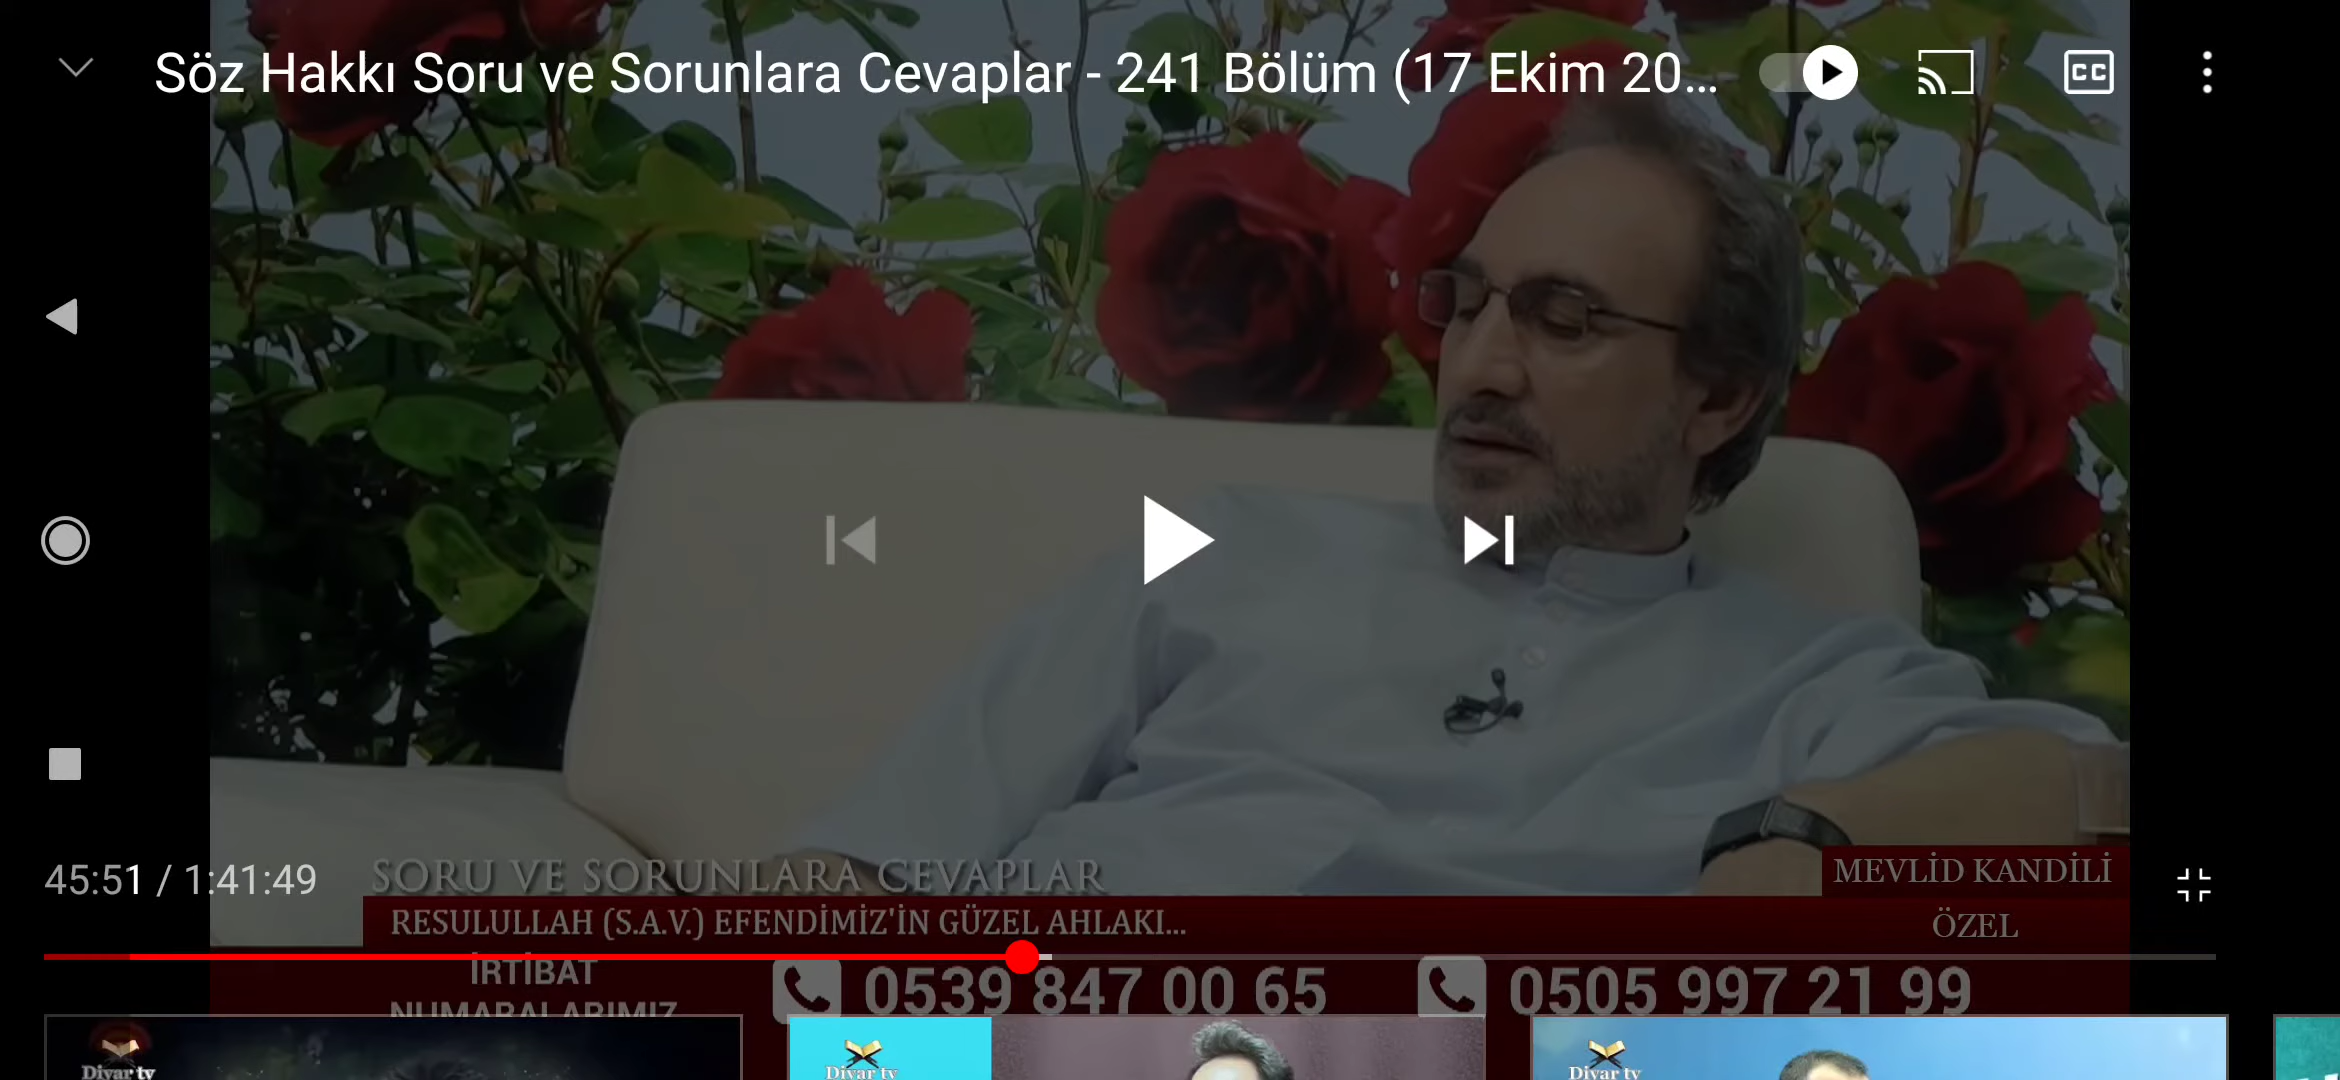 Söz Hakkı Soru ve Sorunlara Cevaplar - 241 Bölüm (17 Ekim 20...
CC
45:51 / 1:41:49
SORU VE SORUNLARA CEVAPLAR
MEVLİD KANDİLİ
RESULULLAH (S.A.V.) EFENDİMİZ'İN GÜZEL AHLAKI...
ÖZEL
İRTİBAT
NUMARALARIMIZ
0539 847 00 65
0505 997 21 99
Divar tv
Divar tv
Divar tv